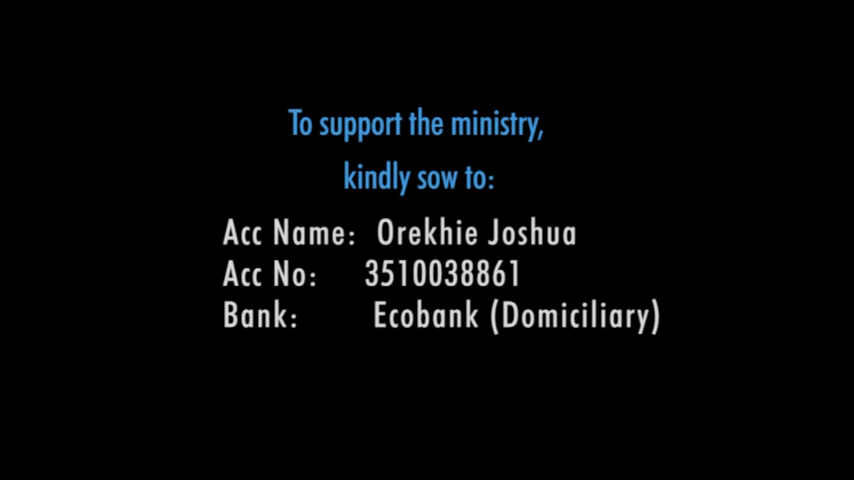 To support the ministry,
kindly sow to:
Acc Name: Orekhie Joshua
Acc No: 3510038861
Bank: Ecobank (Domiciliary)